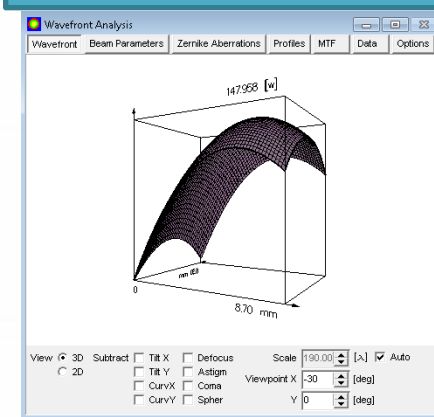 Wavefront Analysis
Wavefront Beam Parameters Zernike Aberrations Profiles MTF Data Options
147.958 [w]
0
8.70 mm
View 3D Subtract Tilt X Defocus Scale 190.00 [λ] Auto
2D Tilt Y Astigm Viewpoint X -30 [deg]
CurvX Coma
CurvY Spher Y 0 [deg]